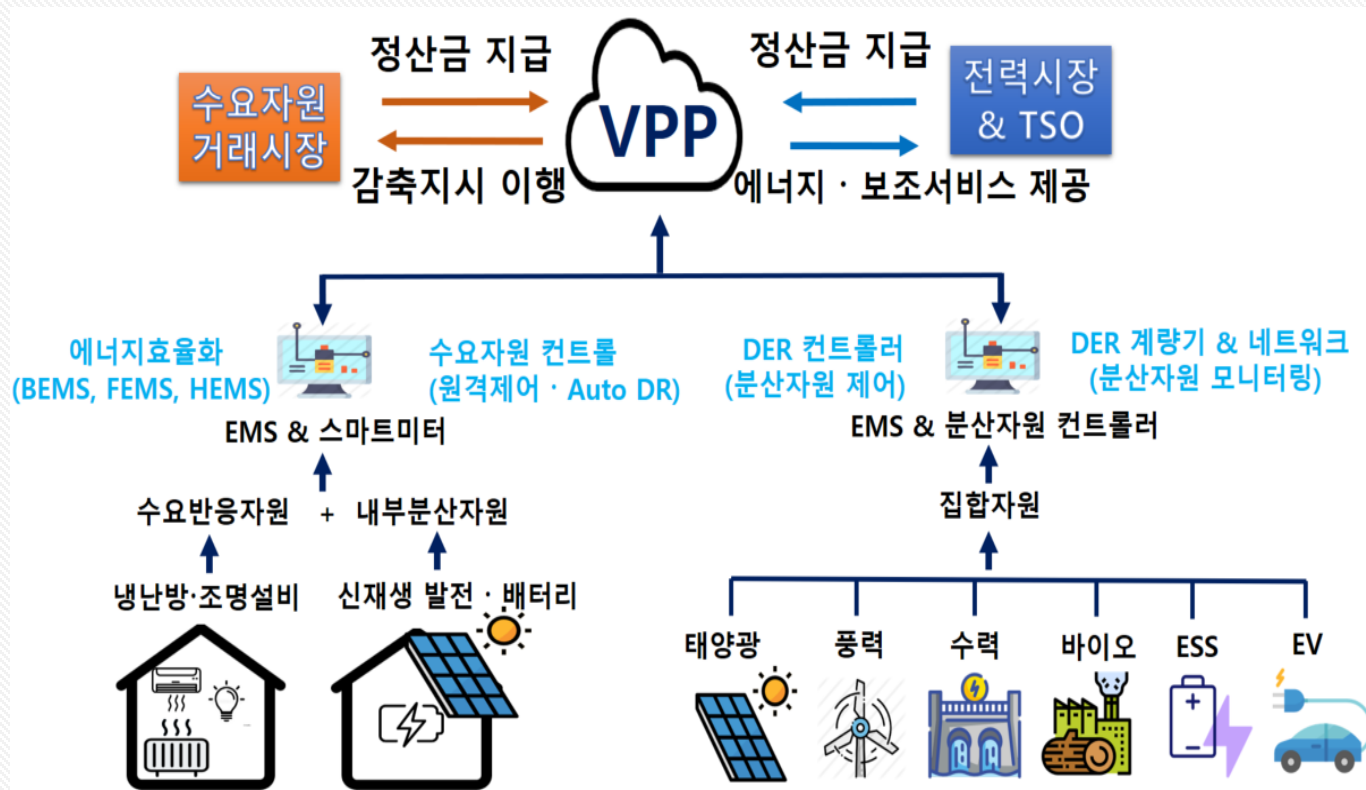 정산금 지급
정산금 지급
수요자원
거래시장
VPP
전력시장
& TSO
감축지시 이행
에너지 · 보조서비스 제공
에너지효율화
(BEMS, FEMS, HEMS)
수요자원 컨트롤
(원격제어 · Auto DR)
DER 컨트롤러
(분산자원 제어)
DER 계량기 & 네트워크
(분산자원 모니터링)
EMS & 스마트미터
EMS & 분산자원 컨트롤러
수요반응자원 + 내부분산자원
집합자원
냉난방·조명설비
신재생 발전 · 배터리
태양광
풍력
수력
바이오
ESS
EV